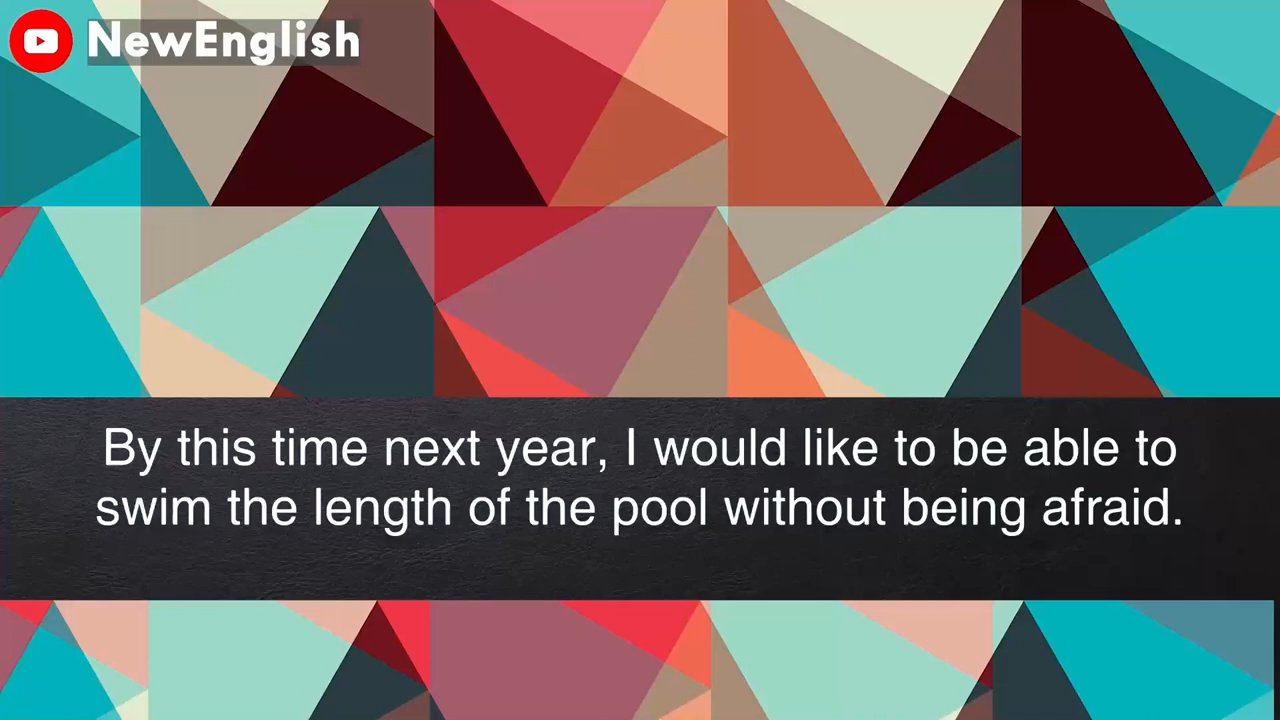 NewEnglish
By this time next year, I would like to be able to
swim the length of the pool without being afraid.